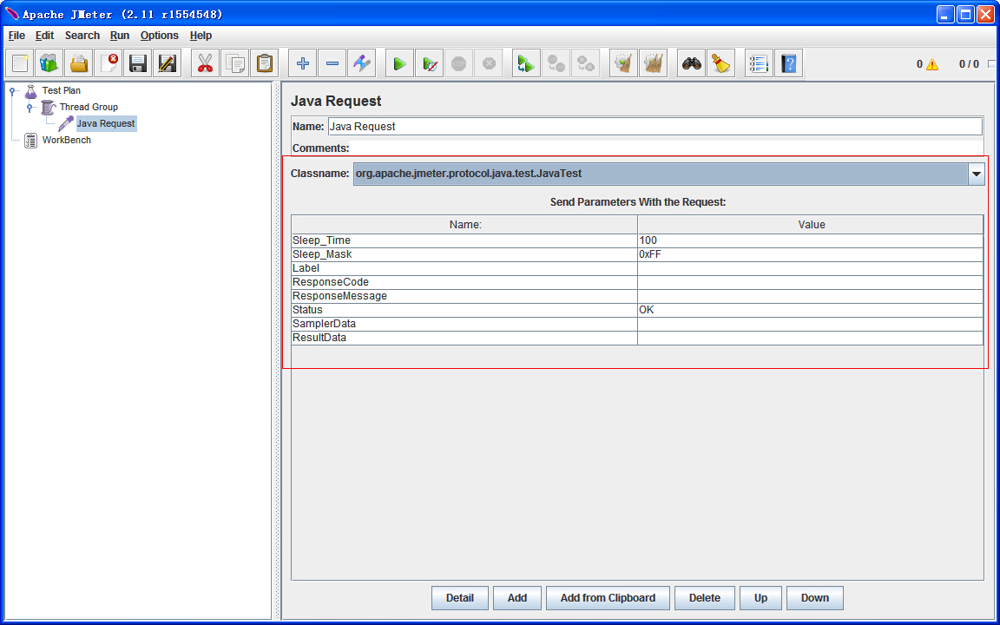 Apache JMeter (2.11 r1554548)
File Edit Search Run Options Help
0 0 / 0
Test Plan
Thread Group
Java Request
WorkBench
Java Request
Name: Java Request
Comments:
Classname: org.apache.jmeter.protocol.java.test.JavaTest
Send Parameters With the Request:
Name: Value
Sleep_Time 100
Sleep_Mask 0xFF
Label
ResponseCode
ResponseMessage
Status OK
SamplerData
ResultData
Detail Add Add from Clipboard Delete Up Down